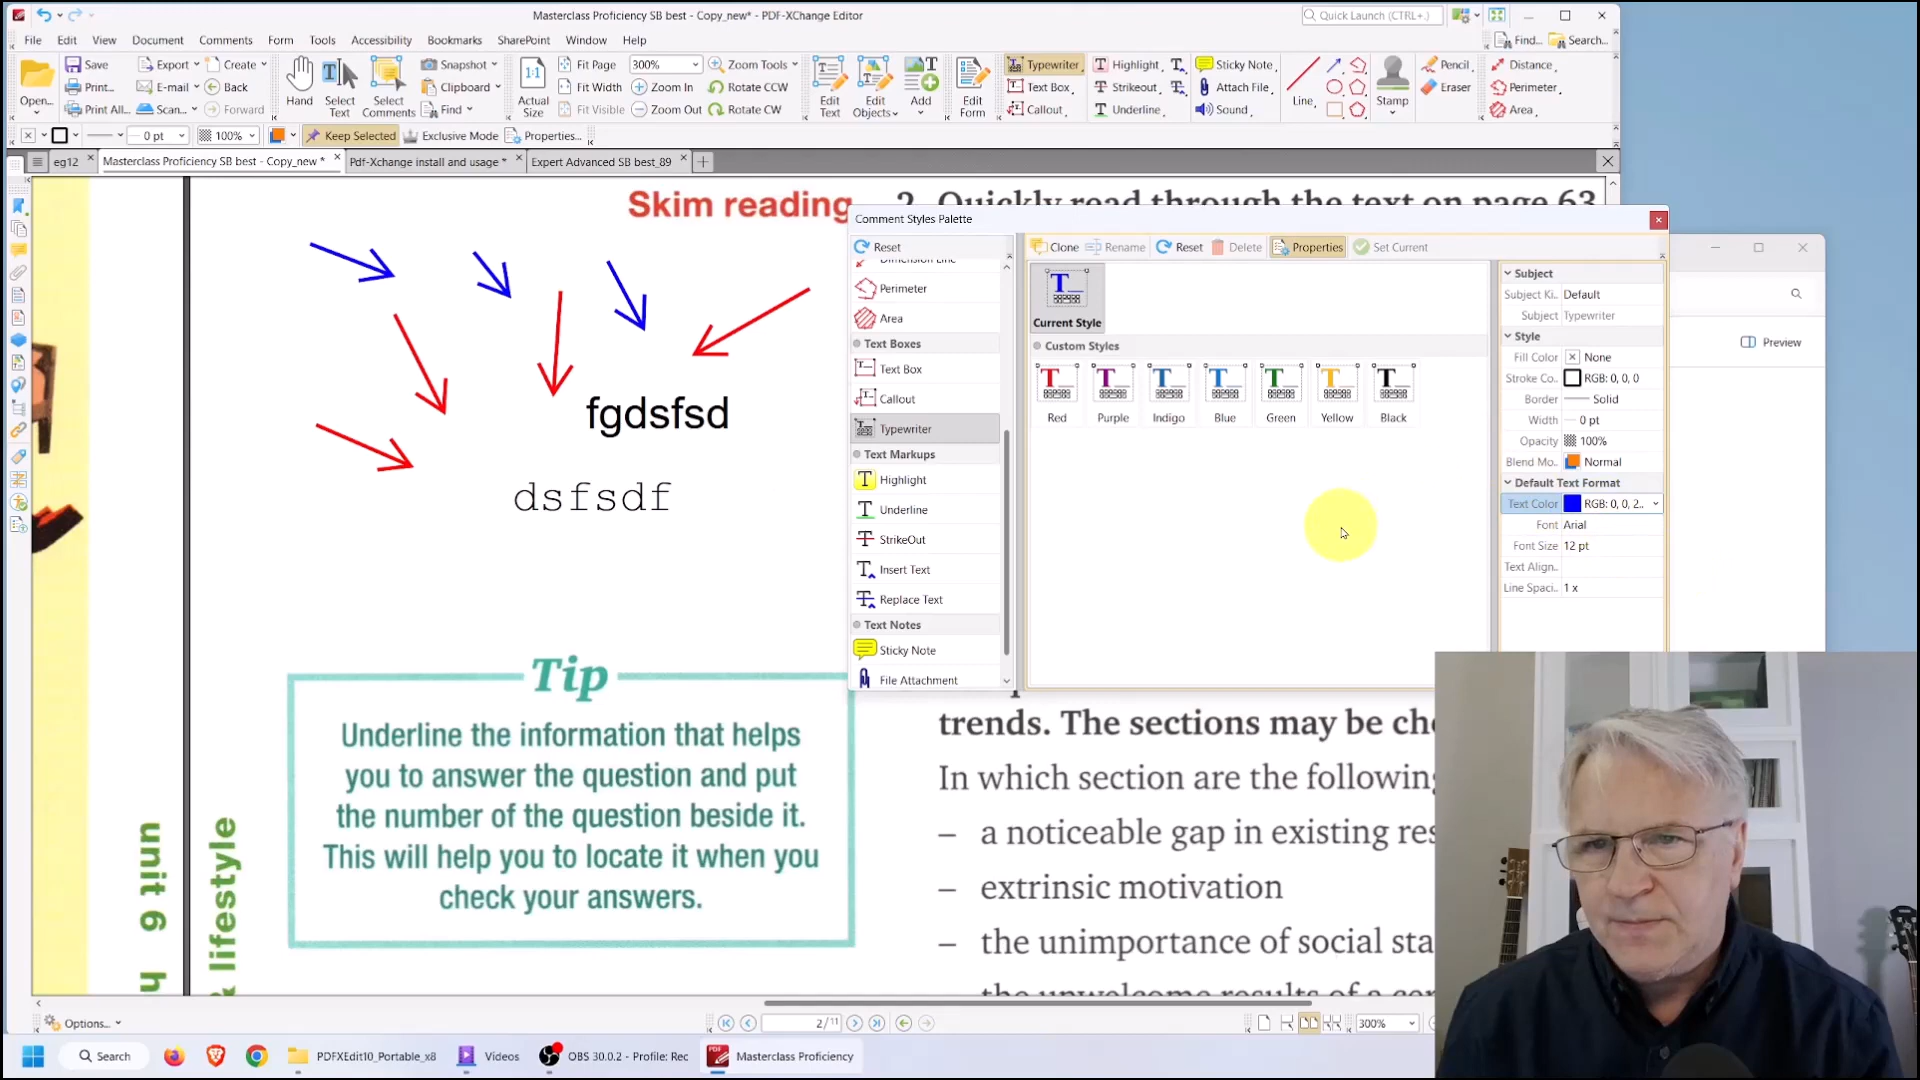 Masterclass Proficiency SB best - Copy_new* - PDF-XChange Editor
Quick Launch (CTRL+.)
File Edit View Document Comments Form Tools Accessibility Bookmarks SharePoint Window Help
Find... Search...
Open...
Save Export Create
Print... E-mail Back
Print All... Scan... Forward
Hand
Select Text
Select Comments
Snapshot
Clipboard
Find
Actual Size
Fit Page 300% Zoom Tools
Fit Width Zoom In Rotate CCW
Fit Visible Zoom Out Rotate CW
Edit Text
Edit Objects
Add
Edit Form
Typewriter Highlight Sticky Note
Text Box Strikeout Attach File
Callout Underline Sound
Line
Stamp
Pencil Distance
Eraser Perimeter
Area
0 pt 100% Keep Selected Exclusive Mode Properties...
eg12 Masterclass Proficiency SB best - Copy_new * Pdf-Xchange install and usage * Expert Advanced SB best_89
Skim reading 2 Quickly read through the text on page 63
fgdsfsd
dsfsdf
Comment Styles Palette
Reset
Dimension Line
Perimeter
Area
Text Boxes
Text Box
Callout
Typewriter
Text Markups
Highlight
Underline
StrikeOut
Insert Text
Replace Text
Text Notes
Sticky Note
File Attachment
Clone Rename Reset Delete Properties Set Current
Current Style
Custom Styles
Red Purple Indigo Blue Green Yellow Black
Subject
Subject Ki.. Default
Subject Typewriter
Style
Fill Color None
Stroke Co.. RGB: 0, 0, 0
Border Solid
Width 0 pt
Opacity 100%
Blend Mo.. Normal
Default Text Format
Text Color RGB: 0, 0, 2..
Font Arial
Font Size 12 pt
Text Align..
Line Spaci.. 1 x
Preview
Tip
Underline the information that helps
you to answer the question and put
the number of the question beside it.
This will help you to locate it when you
check your answers.
trends. The sections may be ch
In which section are the following
– a noticeable gap in existing res
– extrinsic motivation
– the unimportance of social sta
the unwelcome results of a cer
unit 6
lifestyle
Options...
2/11
300%
Search PDFXEdit10_Portable_x8 Videos OBS 30.0.2 - Profile: Rec Masterclass Proficiency